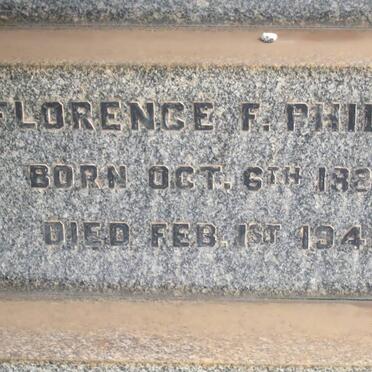 FLORENCE F.
BORN OCT. 6TH
DIED FEB. 1ST